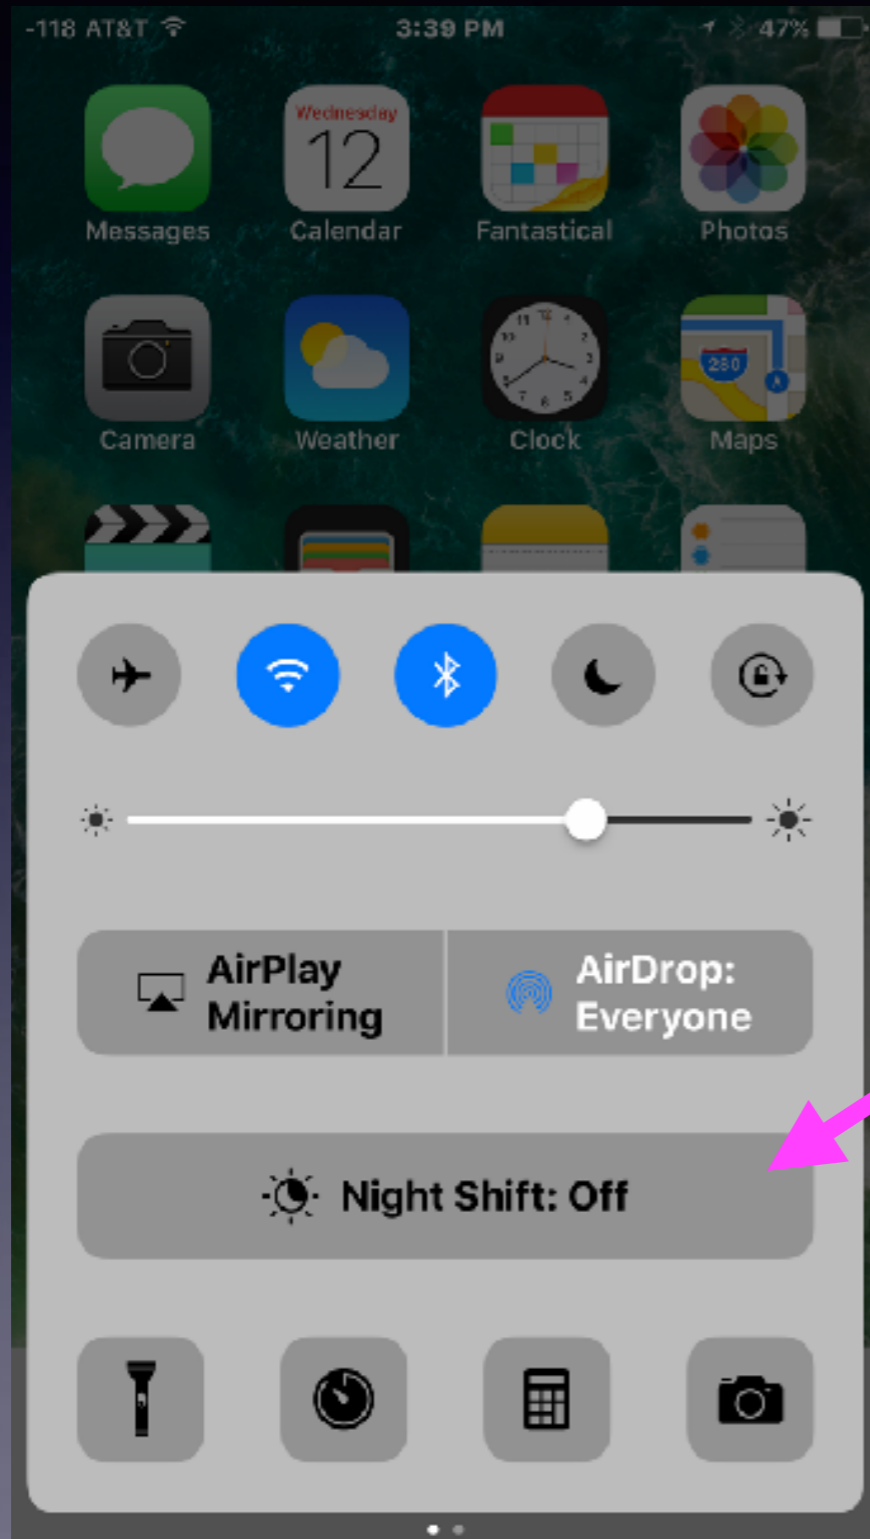 -118 AT&T 3:39 PM 47%
Wednesday
12
Messages Calendar Fantastical Photos
280
Camera Weather Clock Maps
AirPlay
Mirroring
AirDrop:
Everyone
Night Shift: Off